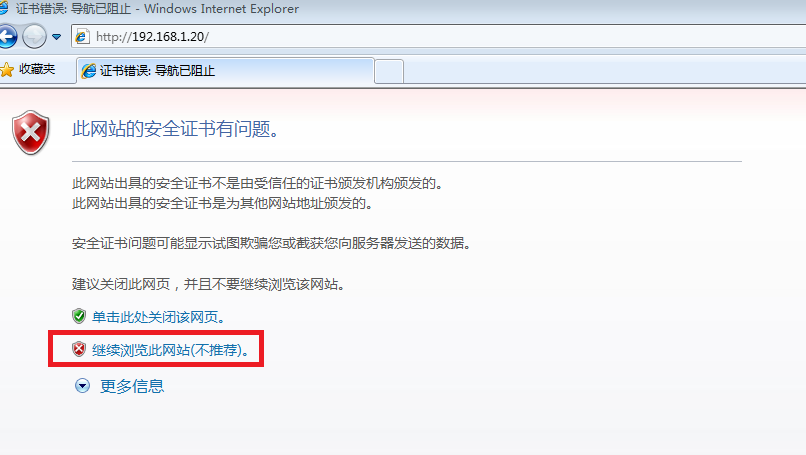 证书错误: 导航已阻止 - Windows Internet Explorer
http://192.168.1.20/
收藏夹
证书错误: 导航已阻止
此网站的安全证书有问题。
此网站出具的安全证书不是由受信任的证书颁发机构颁发的。
此网站出具的安全证书是为其他网站地址颁发的。
安全证书问题可能显示试图欺骗您或截获您向服务器发送的数据。
建议关闭此网页，并且不要继续浏览该网站。
单击此处关闭该网页。
继续浏览此网站(不推荐)。
更多信息